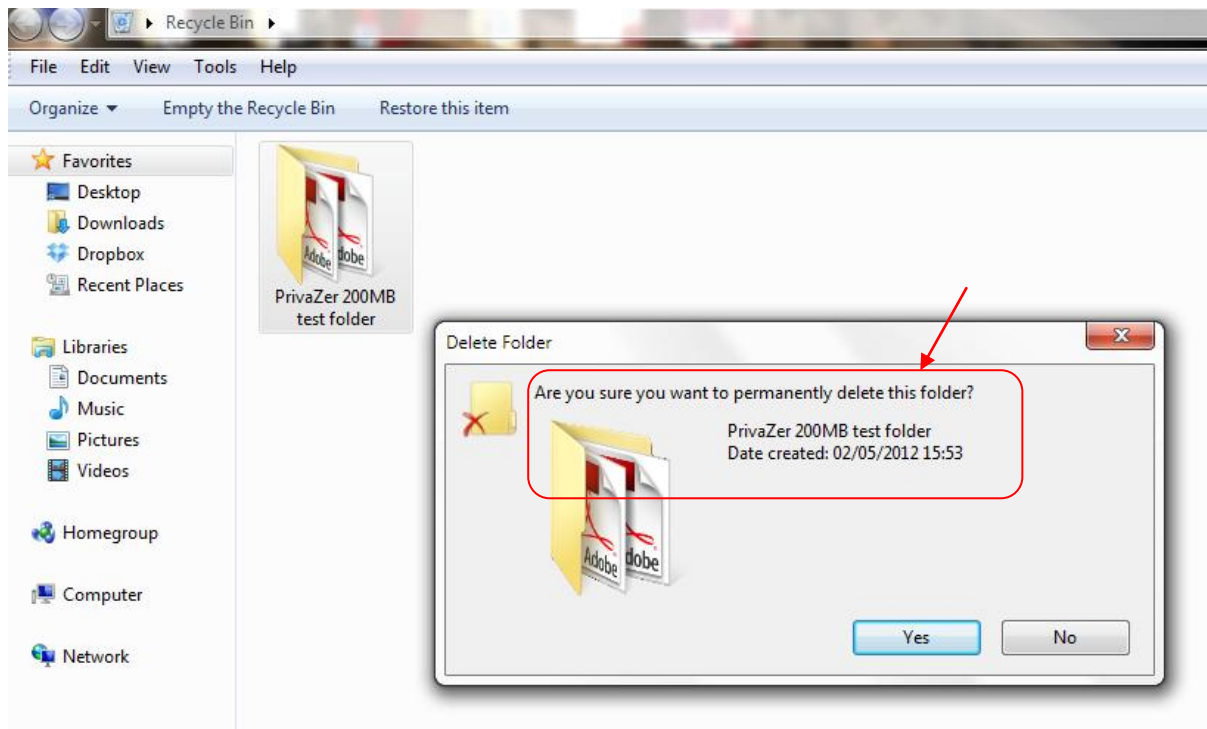 Recycle Bin
File Edit View Tools Help
Organize Empty the Recycle Bin Restore this item
Favorites
Desktop
Downloads
Dropbox
Recent Places
Libraries
Documents
Music
Pictures
Videos
Homegroup
Computer
Network
Adobe dobe
PrivaZer 200MB
test folder
Delete Folder
X
Are you sure you want to permanently delete this folder?
PrivaZer 200MB test folder
Date created: 02/05/2012 15:53
Adobe dobe
Yes No